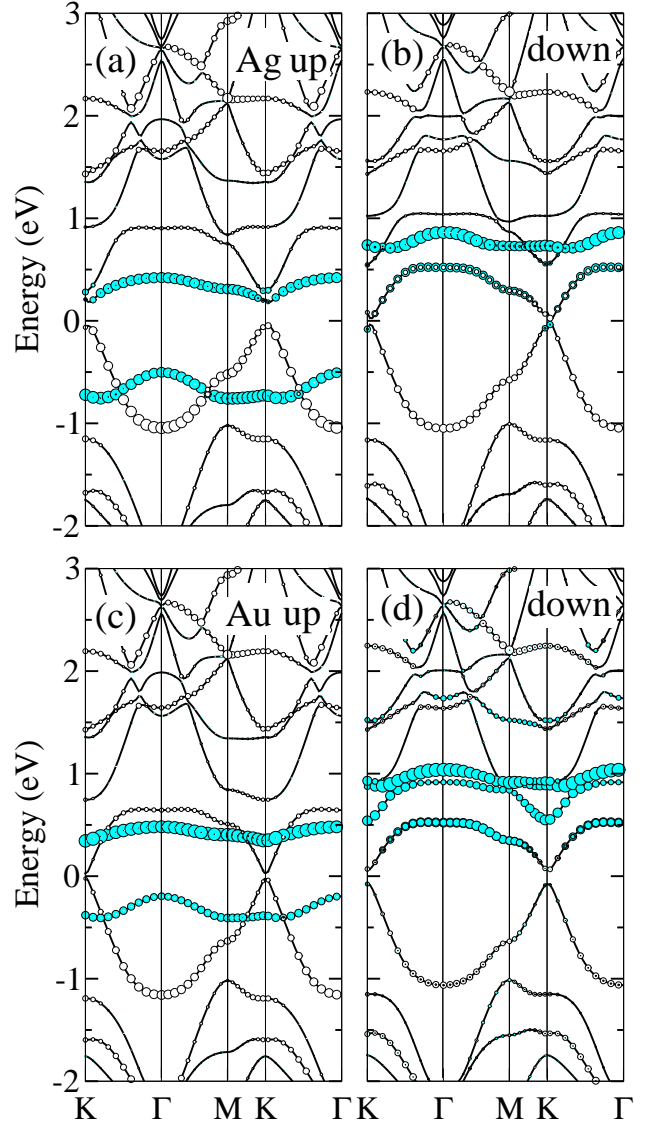 3
(a) Ag up
(b) down
2
1
0
-1
-2
Energy (eV)
3
(c) Au up
(d) down
2
1
0
-1
-2
Energy (eV)
K Γ M K Γ K Γ M K Γ